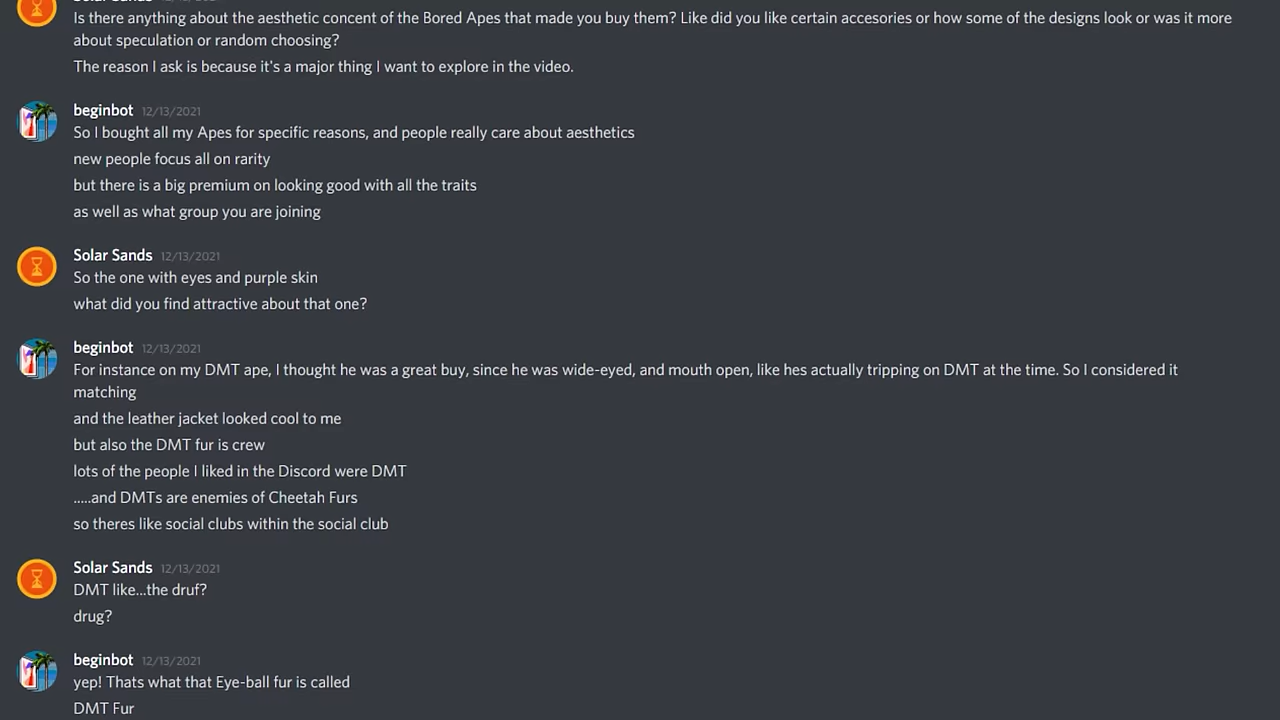 Solar Sands 12/13/2021
Is there anything about the aesthetic concent of the Bored Apes that made you buy them? Like did you like certain accesories or how some of the designs look or was it more
about speculation or random choosing?
The reason I ask is because it's a major thing I want to explore in the video.
beginbot 12/13/2021
So I bought all my Apes for specific reasons, and people really care about aesthetics
new people focus all on rarity
but there is a big premium on looking good with all the traits
as well as what group you are joining
Solar Sands 12/13/2021
So the one with eyes and purple skin
what did you find attractive about that one?
beginbot 12/13/2021
For instance on my DMT ape, I thought he was a great buy, since he was wide-eyed, and mouth open, like hes actually tripping on DMT at the time. So I considered it
matching
and the leather jacket looked cool to me
but also the DMT fur is crew
lots of the people I liked in the Discord were DMT
.....and DMTs are enemies of Cheetah Furs
so theres like social clubs within the social club
Solar Sands 12/13/2021
DMT like...the druf?
drug?
beginbot 12/13/2021
yep! Thats what that Eye-ball fur is called
DMT Fur